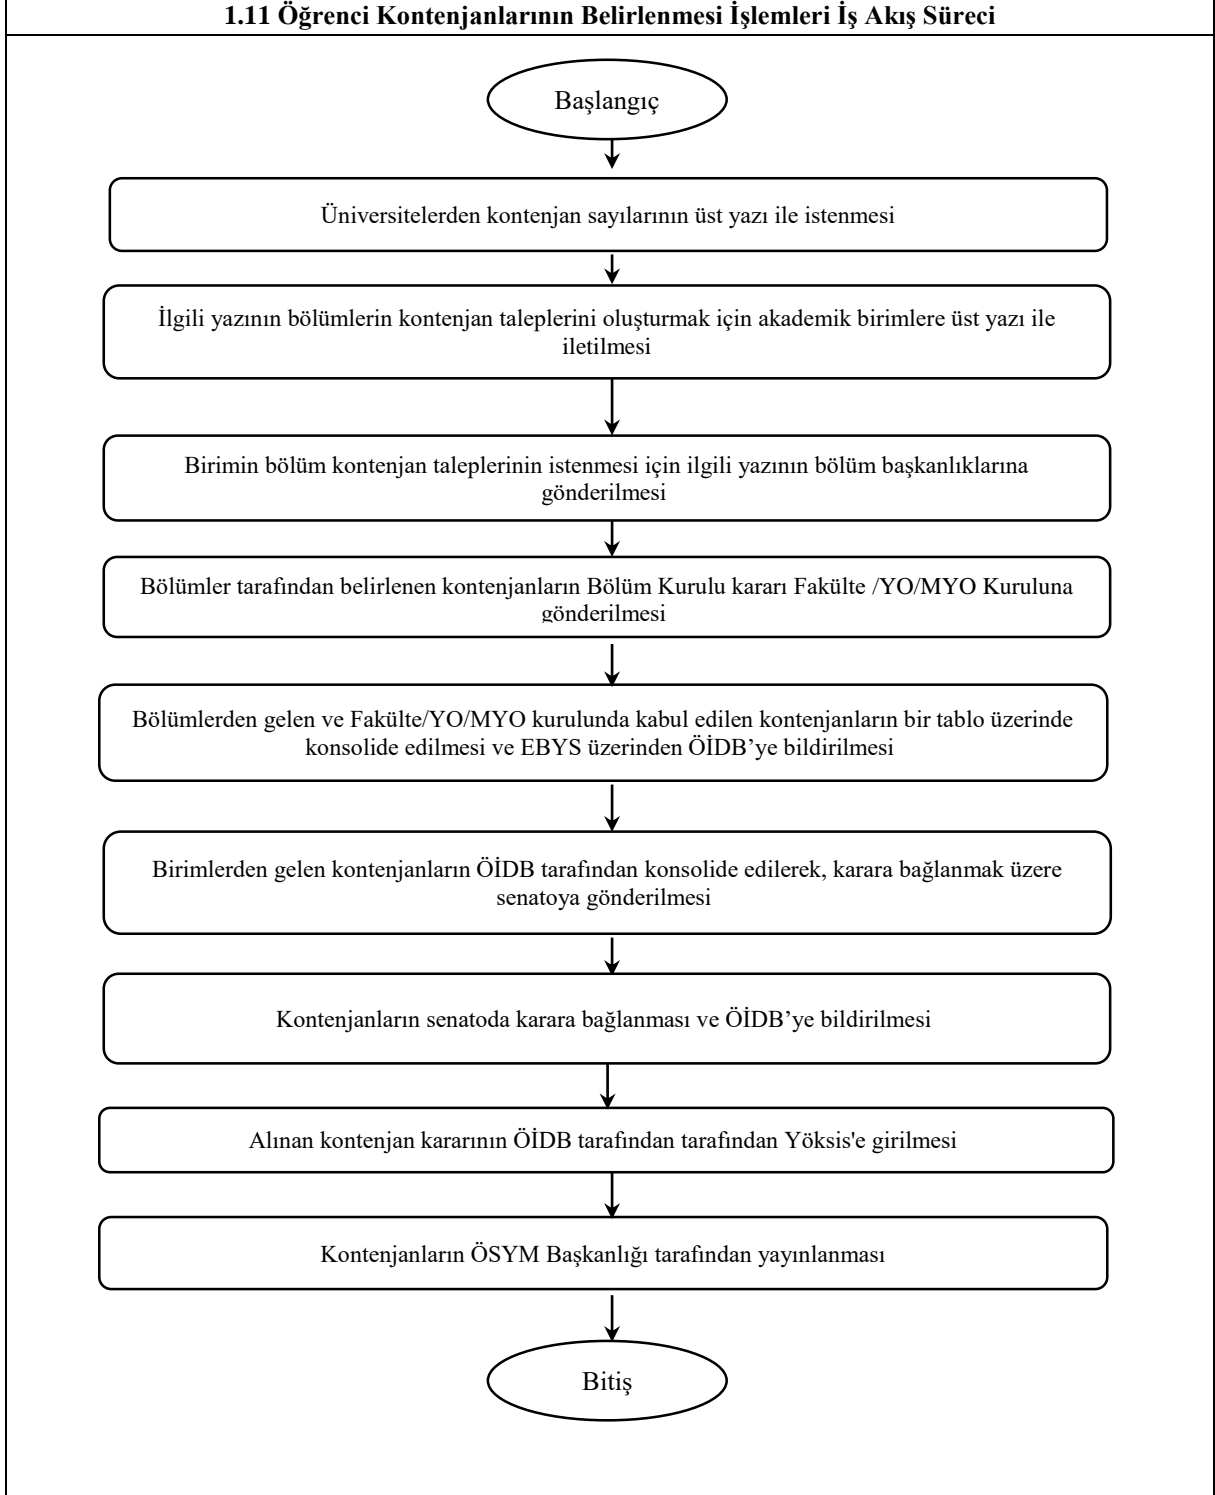 1.11 Öğrenci Kontenjanlarının Belirlenmesi İşlemleri İş Akış Süreci
Başlangıç
Üniversitelerden kontenjan sayılarının üst yazı ile istenmesi
İlgili yazının bölümlerin kontenjan taleplerini oluşturmak için akademik birimlere üst yazı ile
iletilmesi
Birimin bölüm kontenjan taleplerinin istenmesi için ilgili yazının bölüm başkanlıklarına
gönderilmesi
Bölümler tarafından belirlenen kontenjanların Bölüm Kurulu kararı Fakülte /YO/MYO Kuruluna
gönderilmesi
Bölümlerden gelen ve Fakülte/YO/MYO kurulunda kabul edilen kontenjanların bir tablo üzerinde
konsolide edilmesi ve EBYS üzerinden ÖİDB’ye bildirilmesi
Birimlerden gelen kontenjanların ÖİDB tarafından konsolide edilerek, karara bağlanmak üzere
senatoya gönderilmesi
Kontenjanların senatoda karara bağlanması ve ÖİDB’ye bildirilmesi
Alınan kontenjan kararının ÖİDB tarafından tarafından Yöksis'e girilmesi
Kontenjanların ÖSYM Başkanlığı tarafından yayınlanması
Bitiş